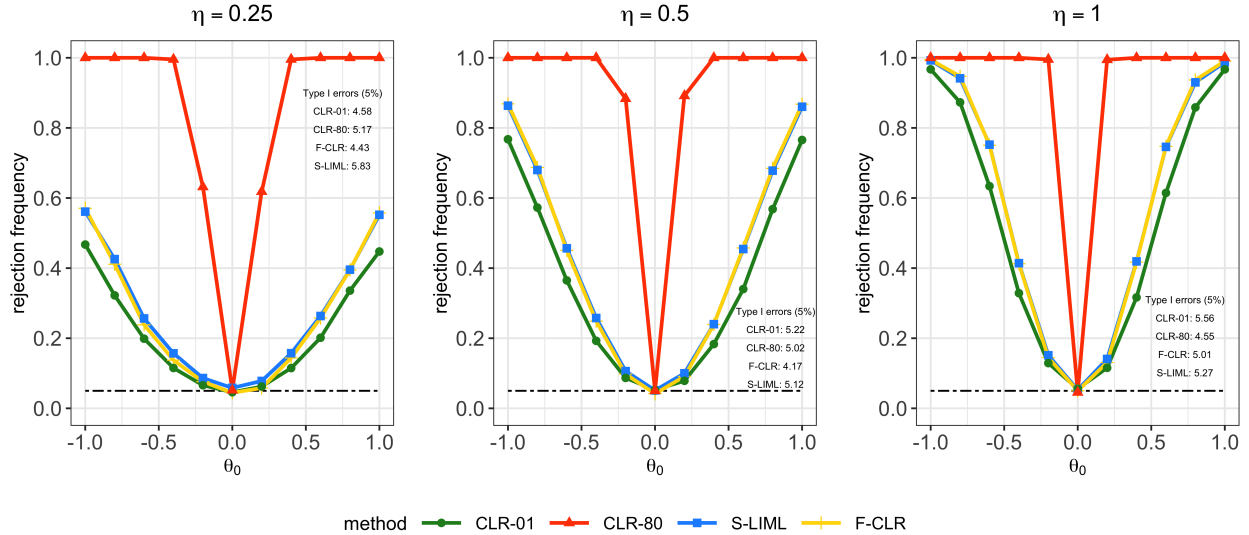 η = 0.25
η = 0.5
η = 1
rejection frequency
1.0
0.8
0.6
0.4
0.2
0.0
Type I errors (5%)
CLR-01: 4.58
CLR-80: 5.17
F-CLR: 4.43
S-LIML: 5.83
-1.0 -0.5 0.0 0.5 1.0
θ0
rejection frequency
1.0
0.8
0.6
0.4
0.2
0.0
Type I errors (5%)
CLR-01: 5.22
CLR-80: 5.02
F-CLR: 4.17
S-LIML: 5.12
-1.0 -0.5 0.0 0.5 1.0
θ0
rejection frequency
1.0
0.8
0.6
0.4
0.2
0.0
Type I errors (5%)
CLR-01: 5.56
CLR-80: 4.55
F-CLR: 5.01
S-LIML: 5.27
-1.0 -0.5 0.0 0.5 1.0
θ0
method CLR-01 CLR-80 S-LIML F-CLR